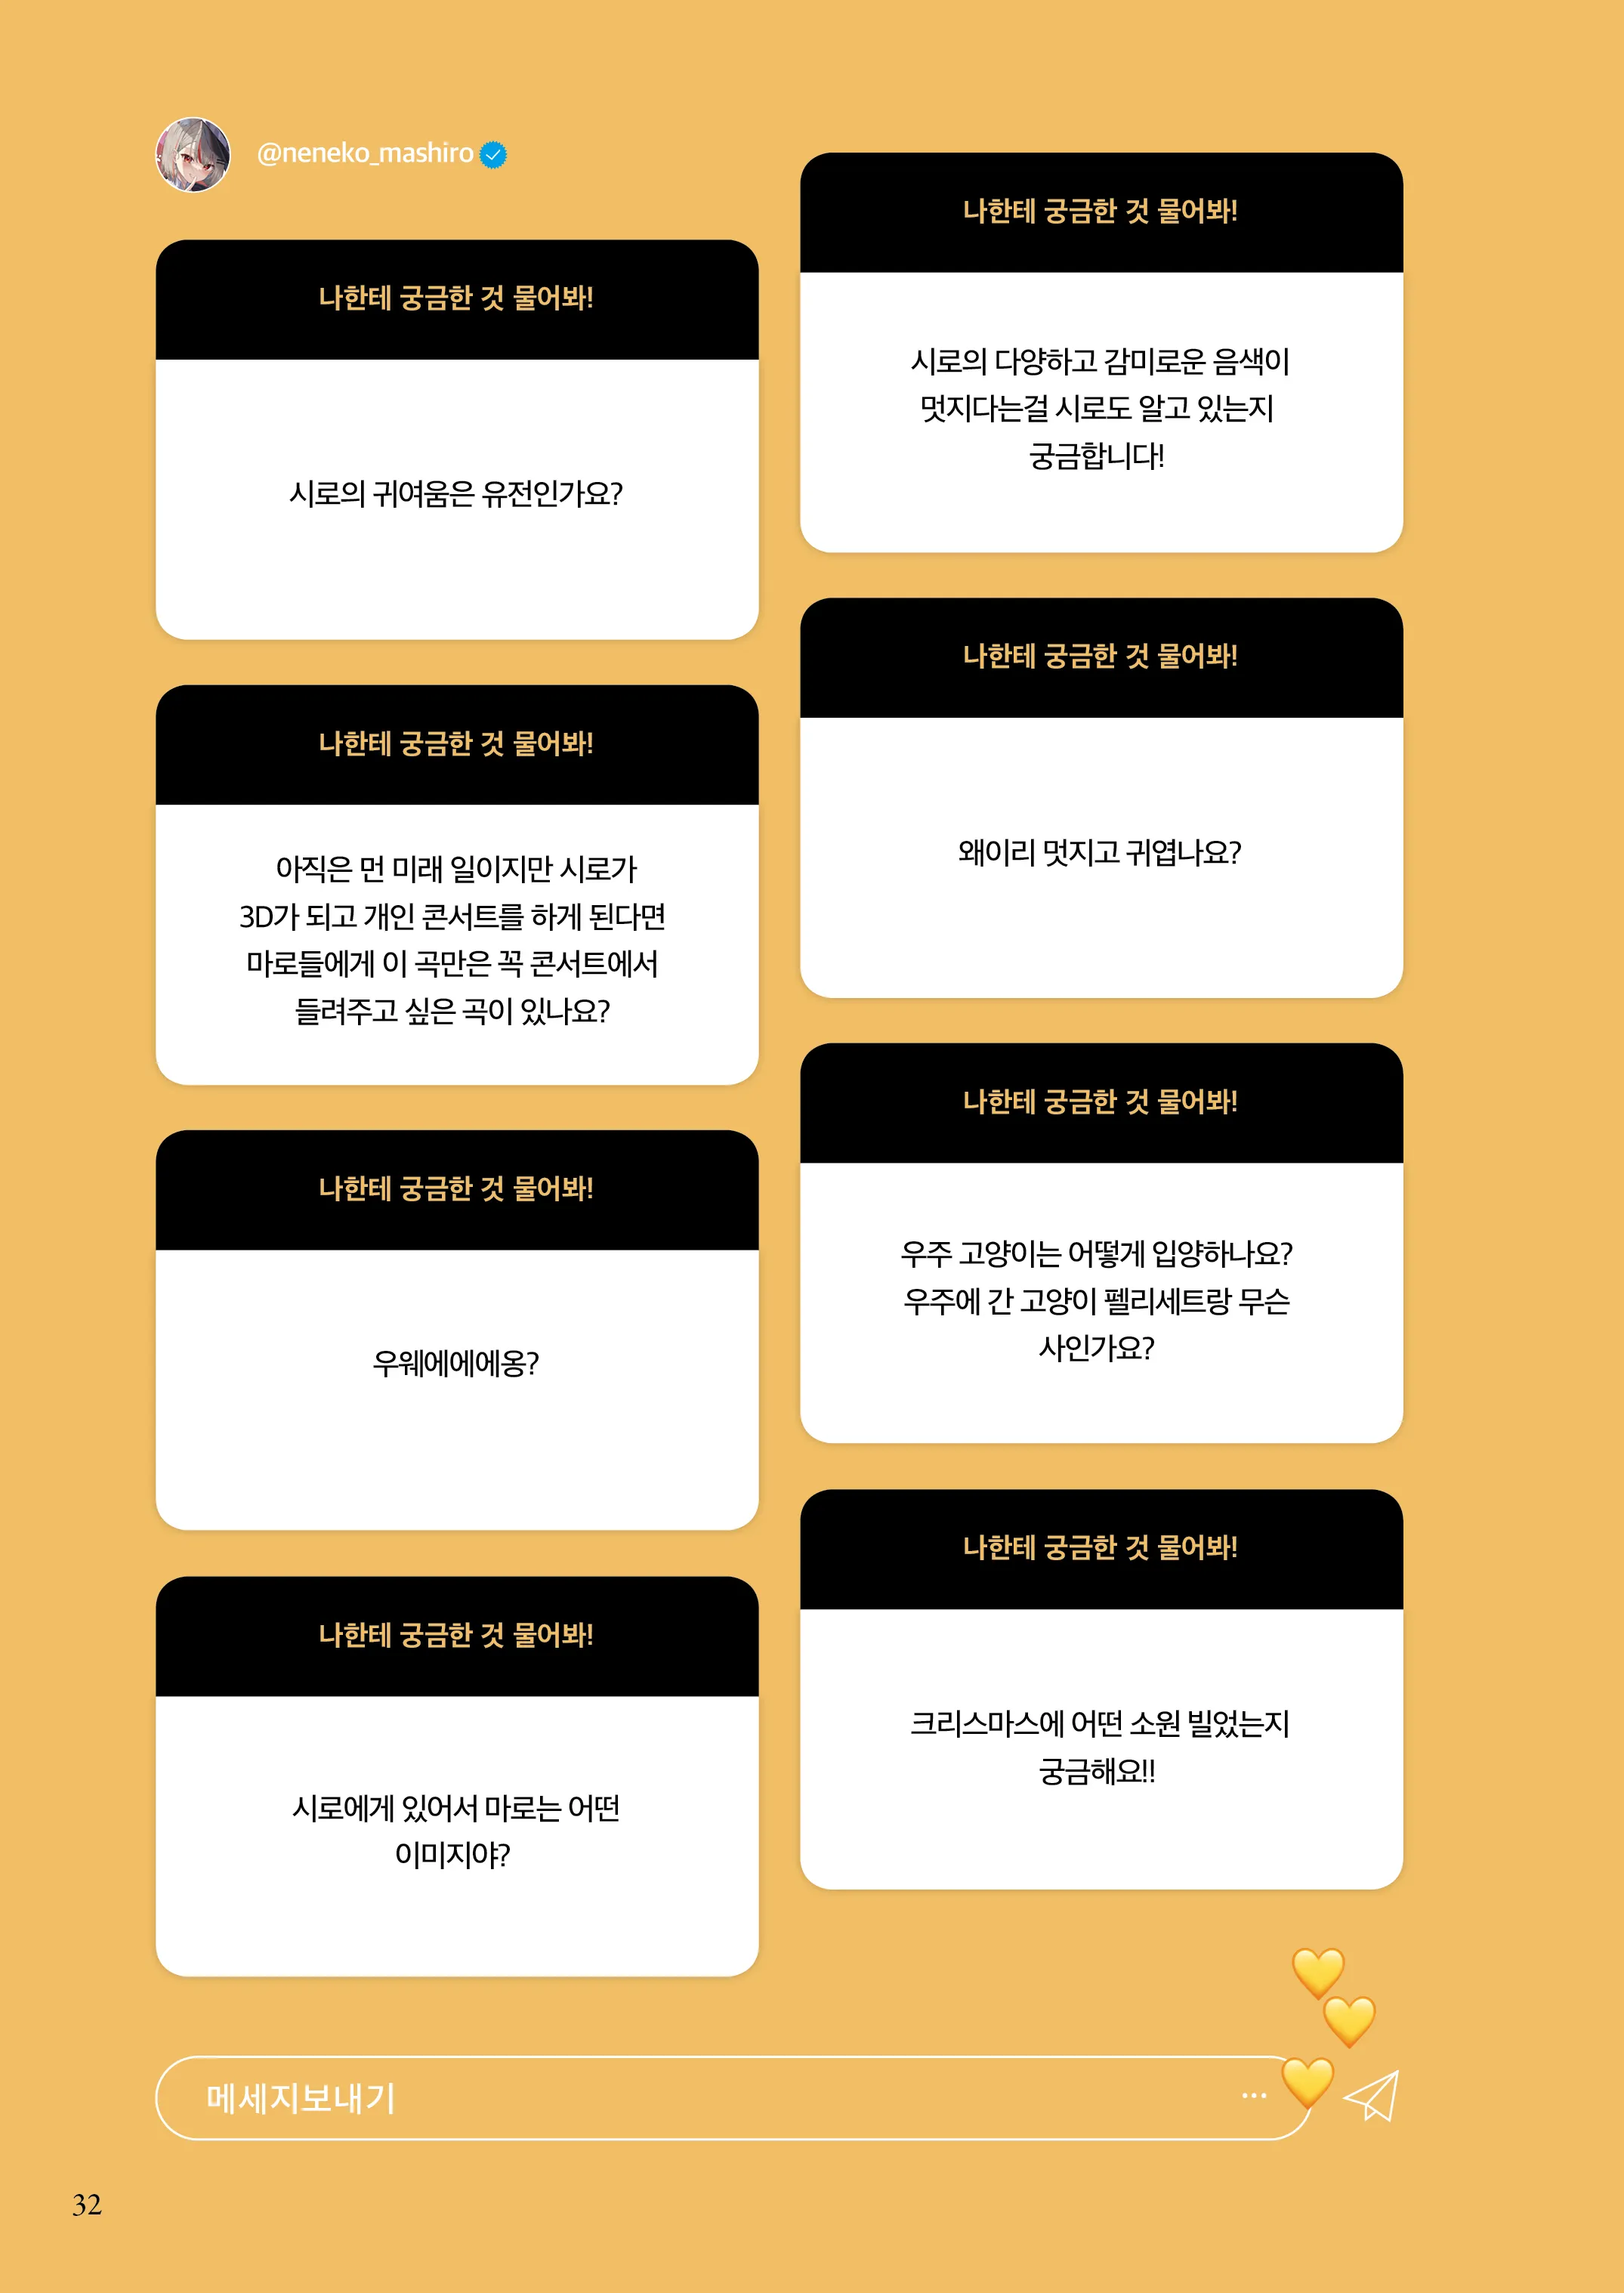 @neneko_mashiro
나한테 궁금한 것 물어봐!
시로의 귀여움은 유전인가요?
나한테 궁금한 것 물어봐!
아직은 먼 미래 일이지만 시로가
3D가 되고 개인 콘서트를 하게 된다면
마로들에게 이 곡만은 꼭 콘서트에서
들려주고 싶은 곡이 있나요?
나한테 궁금한 것 물어봐!
우웨에에에옹?
나한테 궁금한 것 물어봐!
시로에게 있어서 마로는 어떤
이미지야?
나한테 궁금한 것 물어봐!
시로의 다양하고 감미로운 음색이
멋지다는걸 시로도 알고 있는지
궁금합니다!
나한테 궁금한 것 물어봐!
왜이리 멋지고 귀엽나요?
나한테 궁금한 것 물어봐!
우주 고양이는 어떻게 입양하나요?
우주에 간 고양이 펠리세트랑 무슨
사인가요?
나한테 궁금한 것 물어봐!
크리스마스에 어떤 소원 빌었는지
궁금해요!!
메세지보내기
32